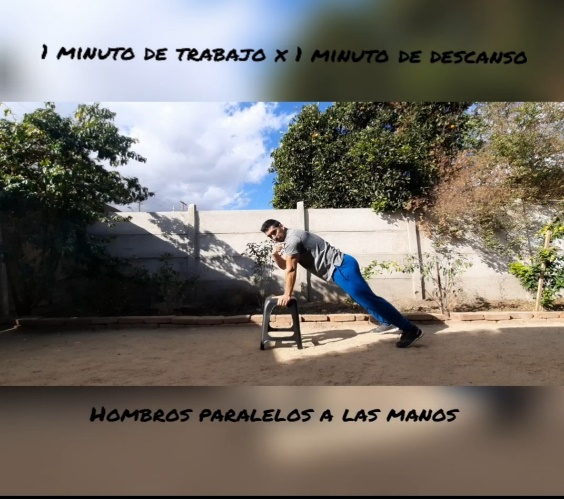 1 minuto de trabajo x 1 minuto de descanso
Hombros paralelos a las manos